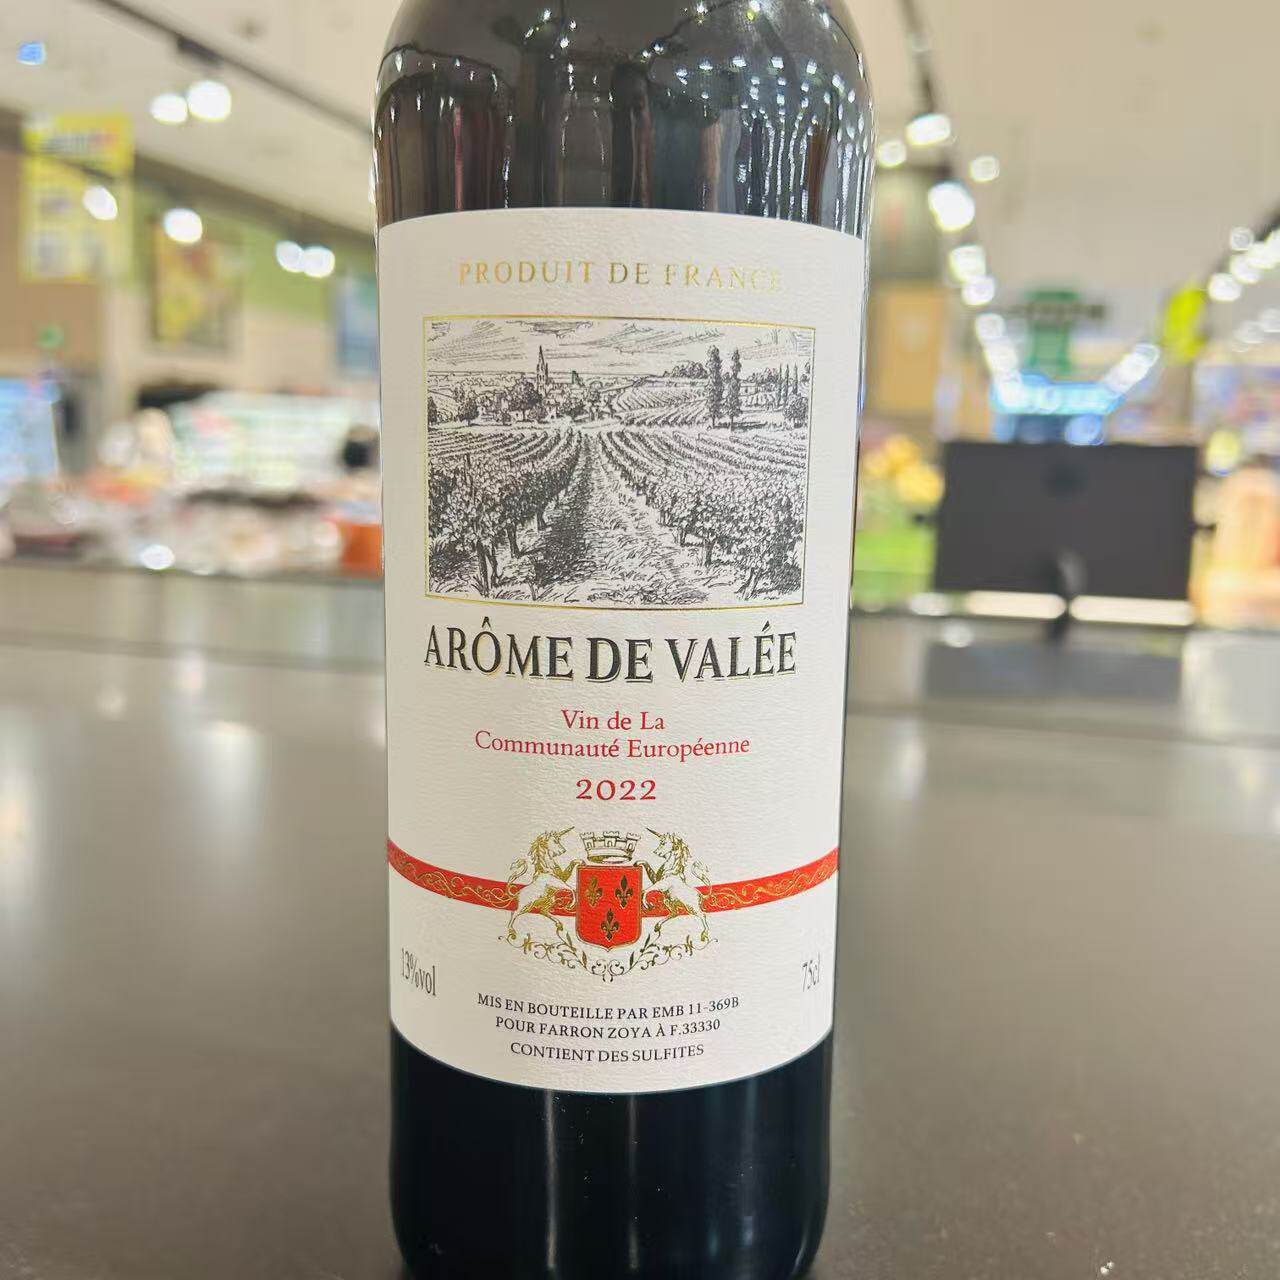 PRODUIT DE FRANCE
ARÔME DE VALÉE
Vin de La
Communauté Européenne
2022
13%vol
75cl
MIS EN BOUTEILLE PAR EMB 11-369B
POUR FARRON ZOYA À F.33330
CONTIENT DES SULFITES